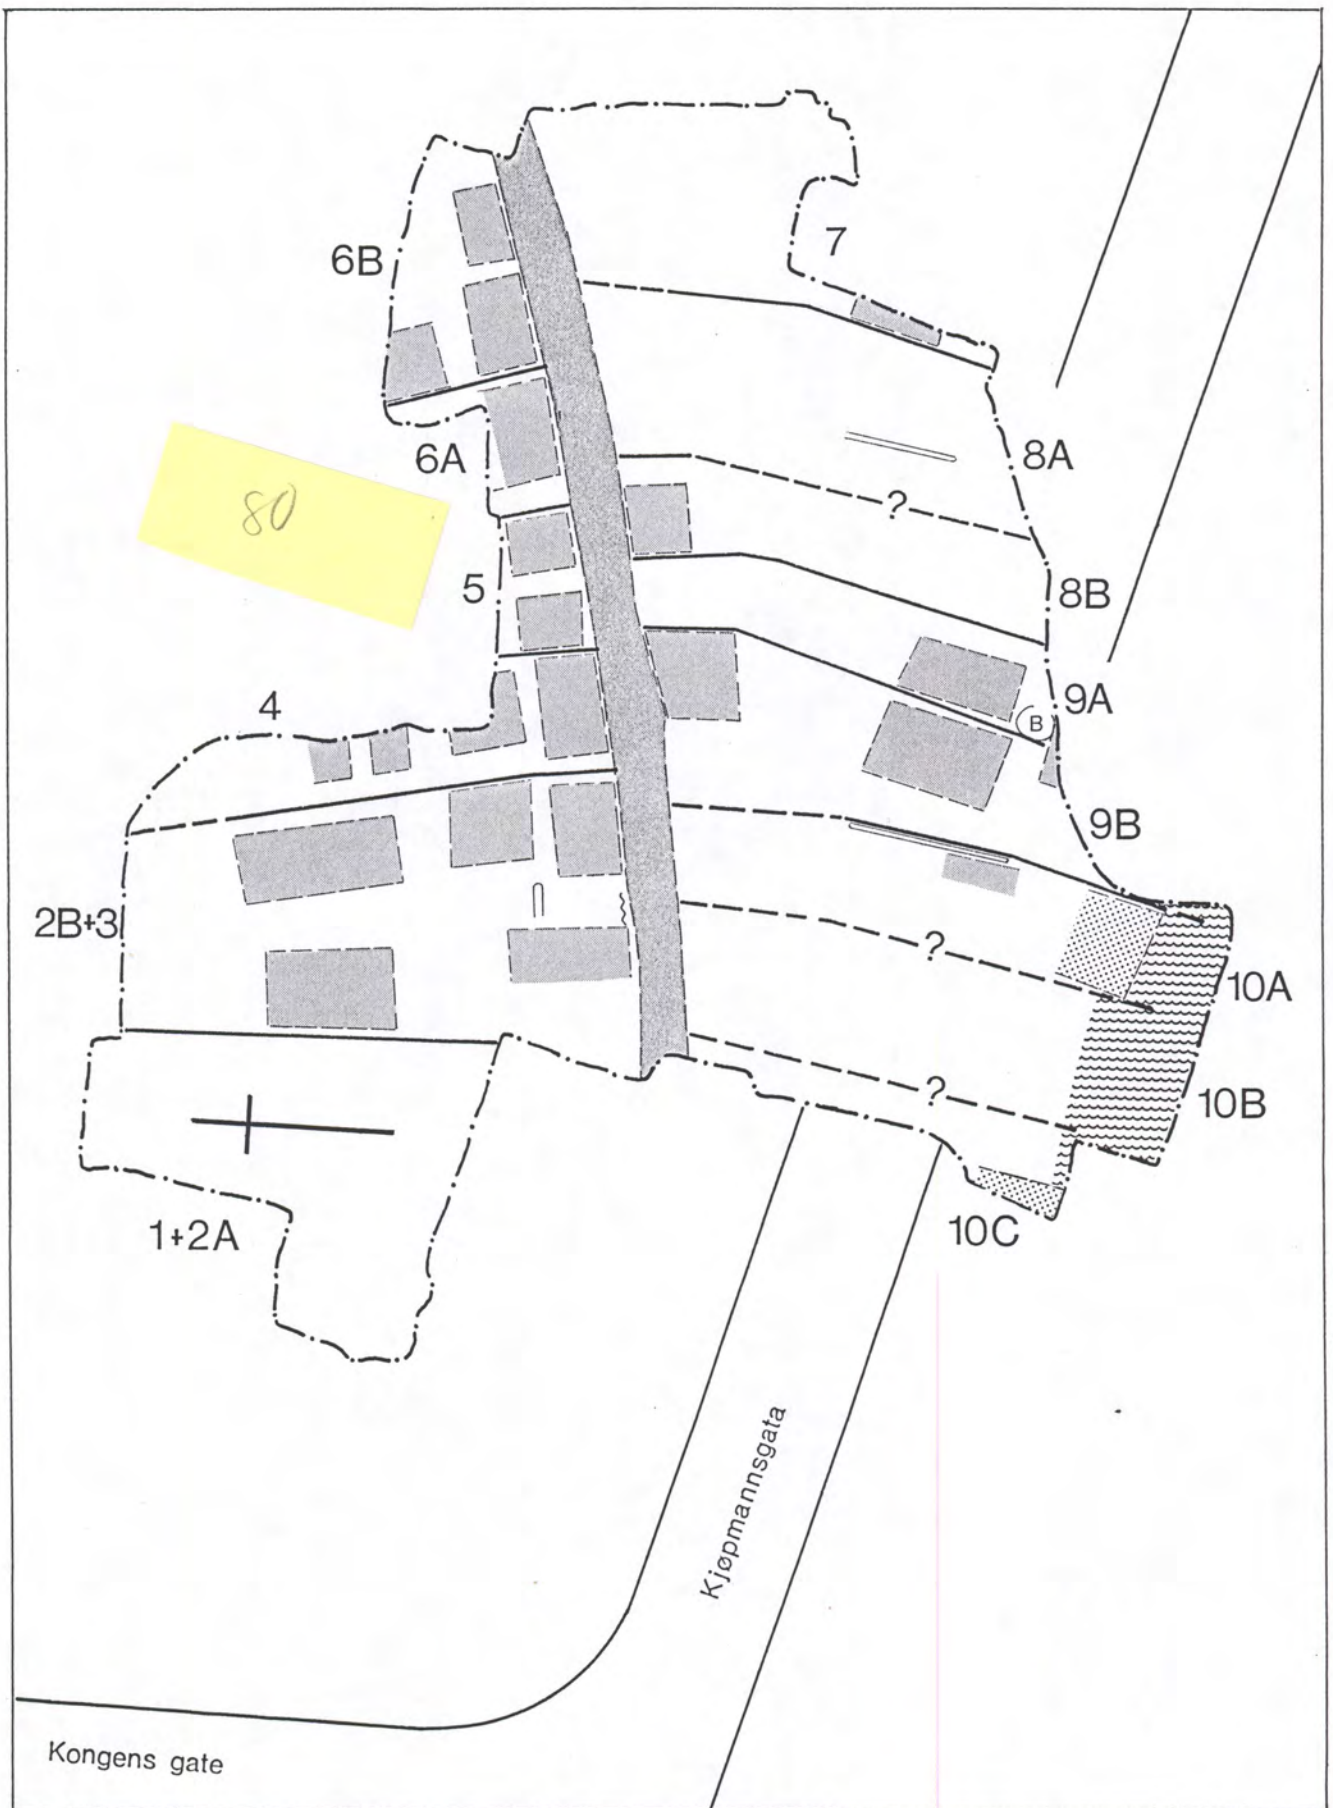 7
6B
8A
6A
?
80
5
8B
9A
4
B
9B
2B+3
?
10A
?
10B
1+2A
10C
Kjøpmannsgata
Kongens gate